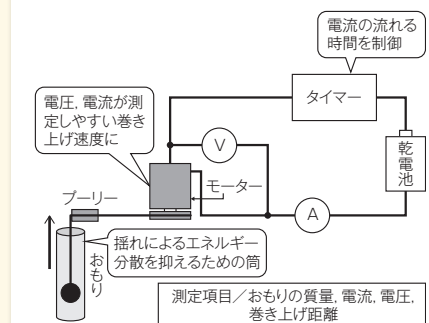 電流の流れる
時間を制御
タイマー
電圧, 電流が測
定しやすい巻き
上げ速度に
V
乾電池
プーリー
モーター
A
揺れによるエネルギー
分散を抑えるための筒
おもり
測定項目／おもりの質量, 電流, 電圧,
巻き上げ距離